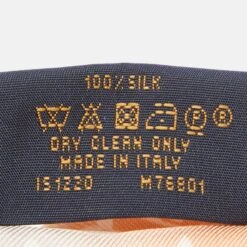 100% SILK
P R
DRY CLEAN ONLY
MADE IN ITALY
IS1220 M76801